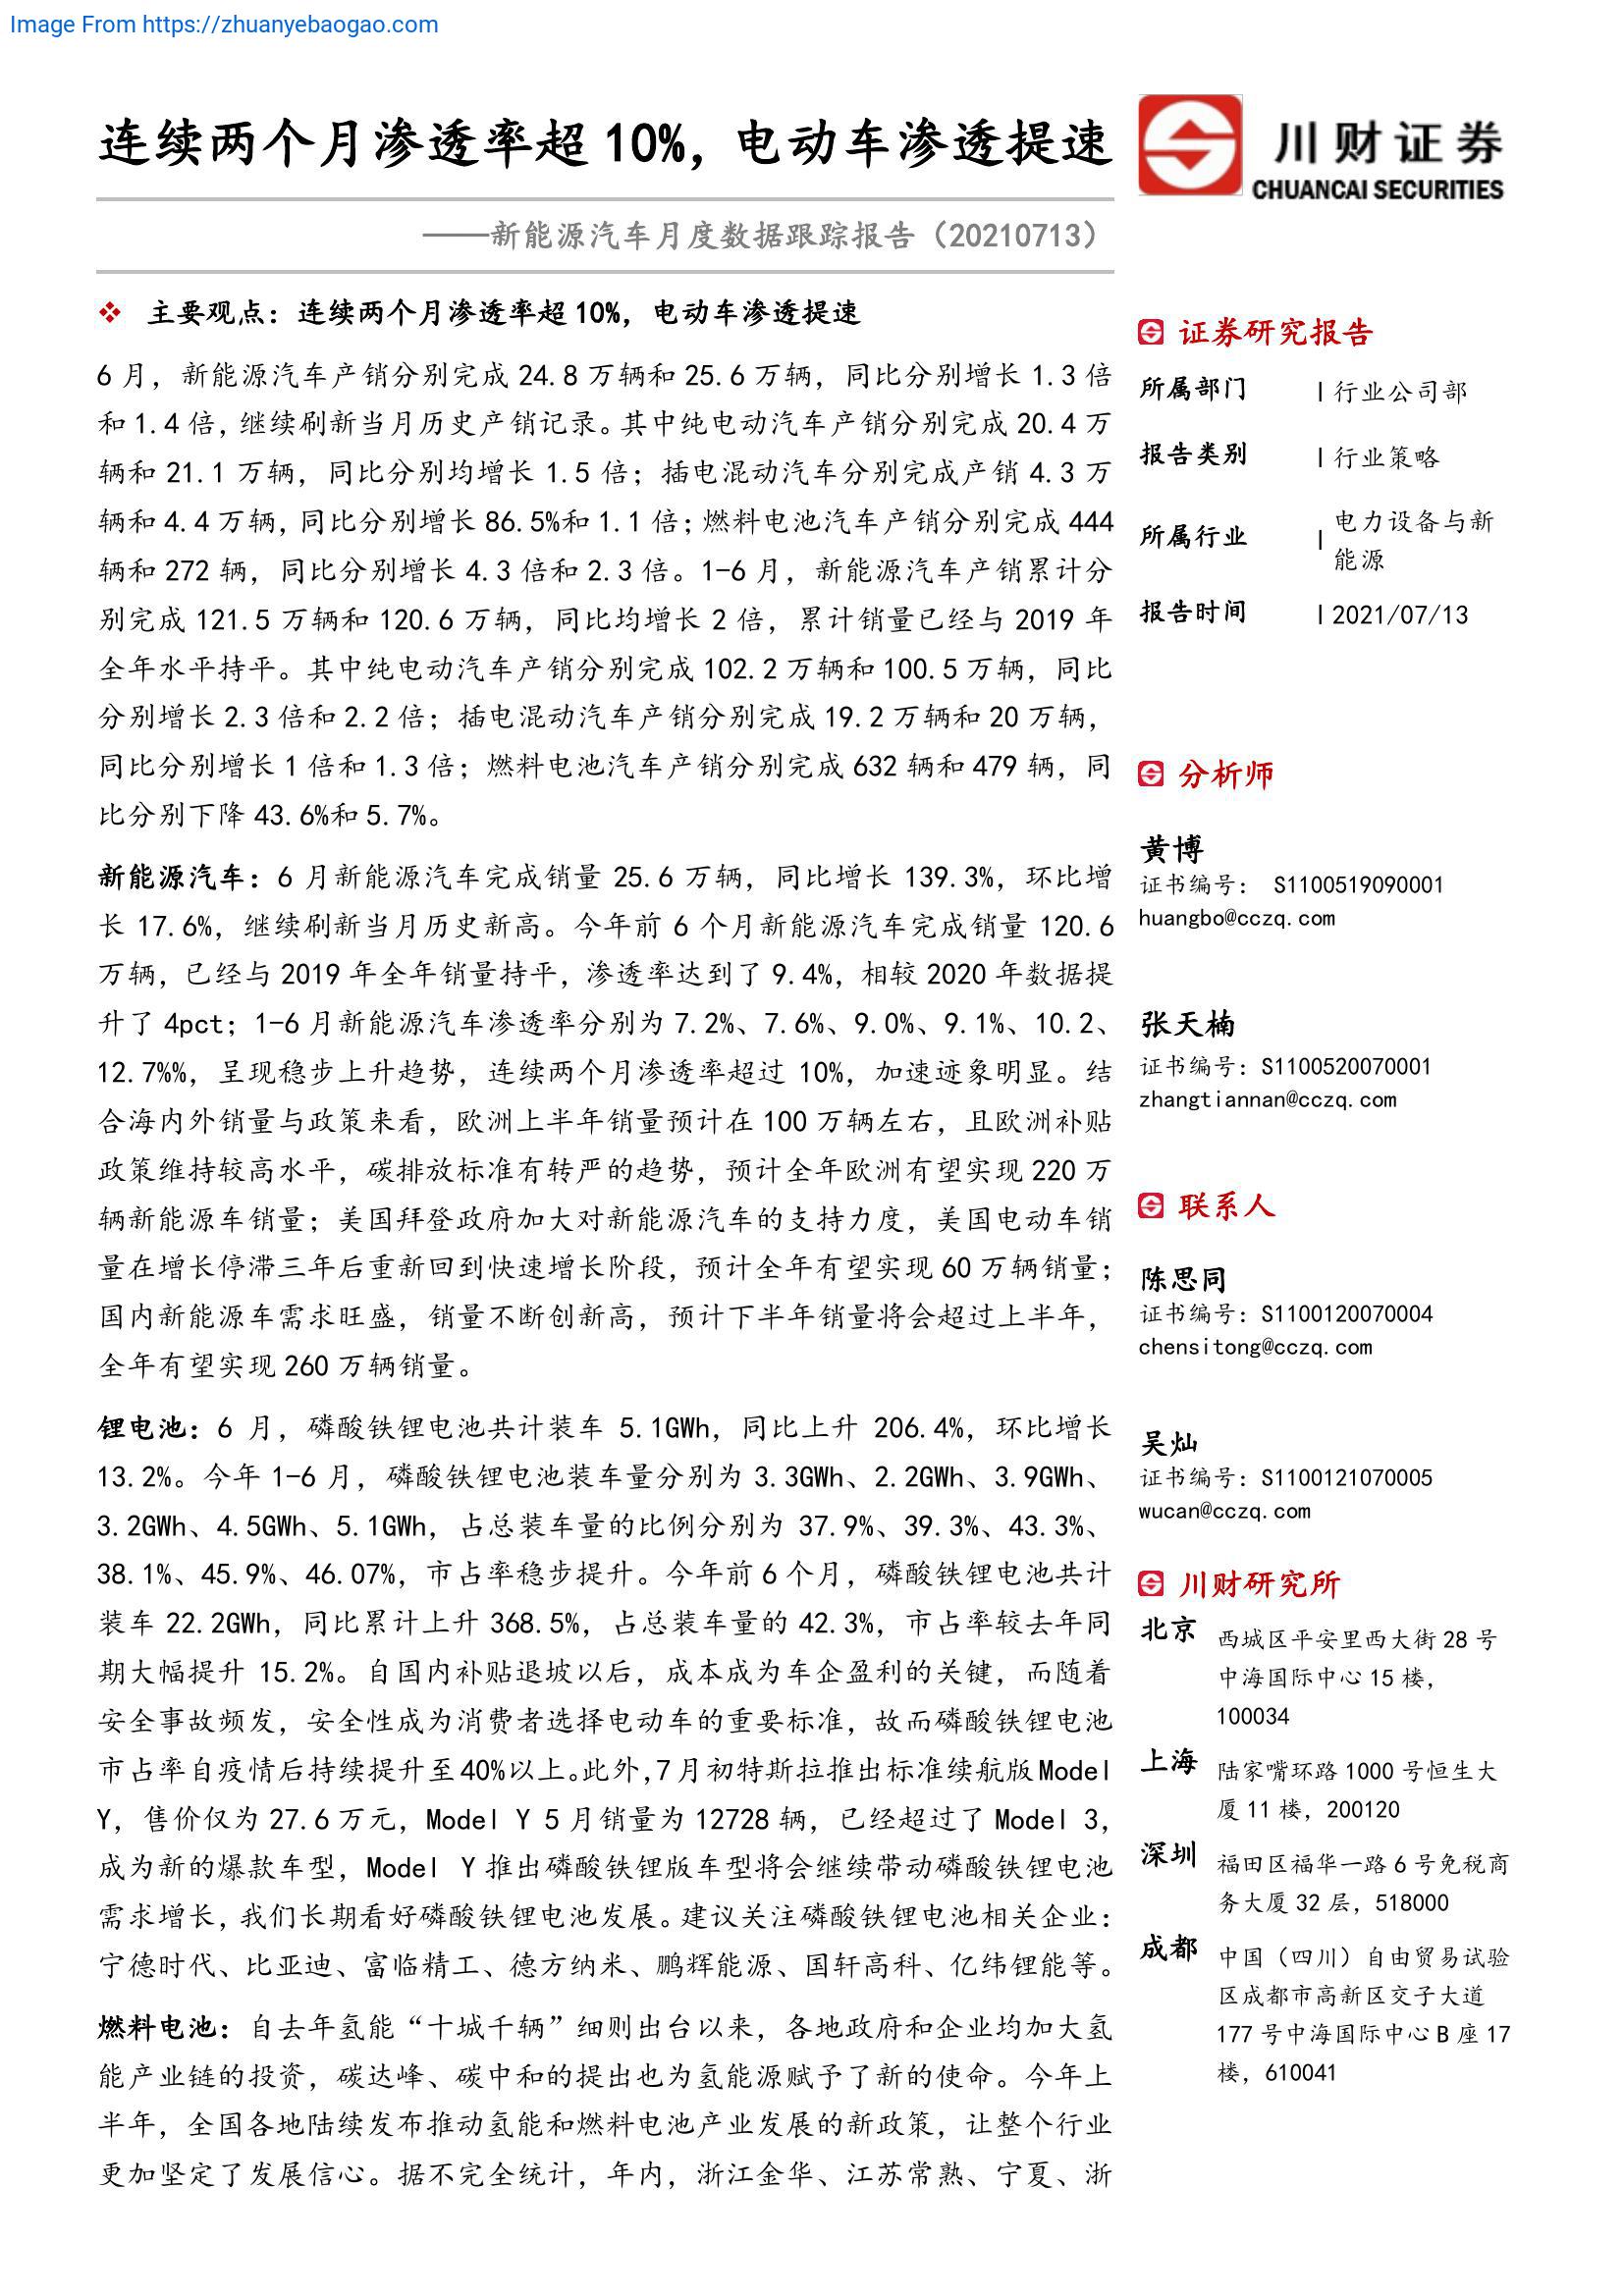 Image From https://zhuanyebaogao.com
连续两个月渗透率超 10%，电动车渗透提速
川财证券
CHUANCAI SECURITIES
——新能源汽车月度数据跟踪报告（20210713）
❖ 主要观点：连续两个月渗透率超 10%，电动车渗透提速
6 月，新能源汽车产销分别完成 24.8 万辆和 25.6 万辆，同比分别增长 1.3 倍
和 1.4 倍，继续刷新当月历史产销记录。其中纯电动汽车产销分别完成 20.4 万
辆和 21.1 万辆，同比分别均增长 1.5 倍；插电混动汽车分别完成产销 4.3 万
辆和 4.4 万辆，同比分别增长 86.5%和 1.1 倍；燃料电池汽车产销分别完成 444
辆和 272 辆，同比分别增长 4.3 倍和 2.3 倍。1-6 月，新能源汽车产销累计分
别完成 121.5 万辆和 120.6 万辆，同比均增长 2 倍，累计销量已经与 2019 年
全年水平持平。其中纯电动汽车产销分别完成 102.2 万辆和 100.5 万辆，同比
分别增长 2.3 倍和 2.2 倍；插电混动汽车产销分别完成 19.2 万辆和 20 万辆，
同比分别增长 1 倍和 1.3 倍；燃料电池汽车产销分别完成 632 辆和 479 辆，同
比分别下降 43.6%和 5.7%。
新能源汽车：6 月新能源汽车完成销量 25.6 万辆，同比增长 139.3%，环比增
长 17.6%，继续刷新当月历史新高。今年前 6 个月新能源汽车完成销量 120.6
万辆，已经与 2019 年全年销量持平，渗透率达到了 9.4%，相较 2020 年数据提
升了 4pct；1-6 月新能源汽车渗透率分别为 7.2%、7.6%、9.0%、9.1%、10.2、
12.7%%，呈现稳步上升趋势，连续两个月渗透率超过 10%，加速迹象明显。结
合海内外销量与政策来看，欧洲上半年销量预计在 100 万辆左右，且欧洲补贴
政策维持较高水平，碳排放标准有转严的趋势，预计全年欧洲有望实现 220 万
辆新能源车销量；美国拜登政府加大对新能源汽车的支持力度，美国电动车销
量在增长停滞三年后重新回到快速增长阶段，预计全年有望实现 60 万辆销量；
国内新能源车需求旺盛，销量不断创新高，预计下半年销量将会超过上半年，
全年有望实现 260 万辆销量。
锂电池：6 月，磷酸铁锂电池共计装车 5.1GWh，同比上升 206.4%，环比增长
13.2%。今年 1-6 月，磷酸铁锂电池装车量分别为 3.3GWh、2.2GWh、3.9GWh、
3.2GWh、4.5GWh、5.1GWh，占总装车量的比例分别为 37.9%、39.3%、43.3%、
38.1%、45.9%、46.07%，市占率稳步提升。今年前 6 个月，磷酸铁锂电池共计
装车 22.2GWh，同比累计上升 368.5%，占总装车量的 42.3%，市占率较去年同
期大幅提升 15.2%。自国内补贴退坡以后，成本成为车企盈利的关键，而随着
安全事故频发，安全性成为消费者选择电动车的重要标准，故而磷酸铁锂电池
市占率自疫情后持续提升至 40%以上。此外，7 月初特斯拉推出标准续航版 Model
Y，售价仅为 27.6 万元，Model Y 5 月销量为 12728 辆，已经超过了 Model 3，
成为新的爆款车型，Model Y 推出磷酸铁锂版车型将会继续带动磷酸铁锂电池
需求增长，我们长期看好磷酸铁锂电池发展。建议关注磷酸铁锂电池相关企业：
宁德时代、比亚迪、富临精工、德方纳米、鹏辉能源、国轩高科、亿纬锂能等。
燃料电池：自去年氢能“十城千辆”细则出台以来，各地政府和企业均加大氢
能产业链的投资，碳达峰、碳中和的提出也为氢能源赋予了新的使命。今年上
半年，全国各地陆续发布推动氢能和燃料电池产业发展的新政策，让整个行业
更加坚定了发展信心。据不完全统计，年内，浙江金华、江苏常熟、宁夏、浙
证券研究报告
所属部门 | 行业公司部
报告类别 | 行业策略
所属行业 | 电力设备与新
能源
报告时间 | 2021/07/13
分析师
黄博
证书编号： S1100519090001
huangbo@cczq.com
张天楠
证书编号：S1100520070001
zhangtiannan@cczq.com
联系人
陈思同
证书编号：S1100120070004
chensitong@cczq.com
吴灿
证书编号：S1100121070005
wucan@cczq.com
川财研究所
北京 西城区平安里西大街 28 号
中海国际中心 15 楼，
100034
上海 陆家嘴环路 1000 号恒生大
厦 11 楼，200120
深圳 福田区福华一路 6 号免税商
务大厦 32 层，518000
成都 中国（四川）自由贸易试验
区成都市高新区交子大道
177 号中海国际中心 B 座 17
楼，610041